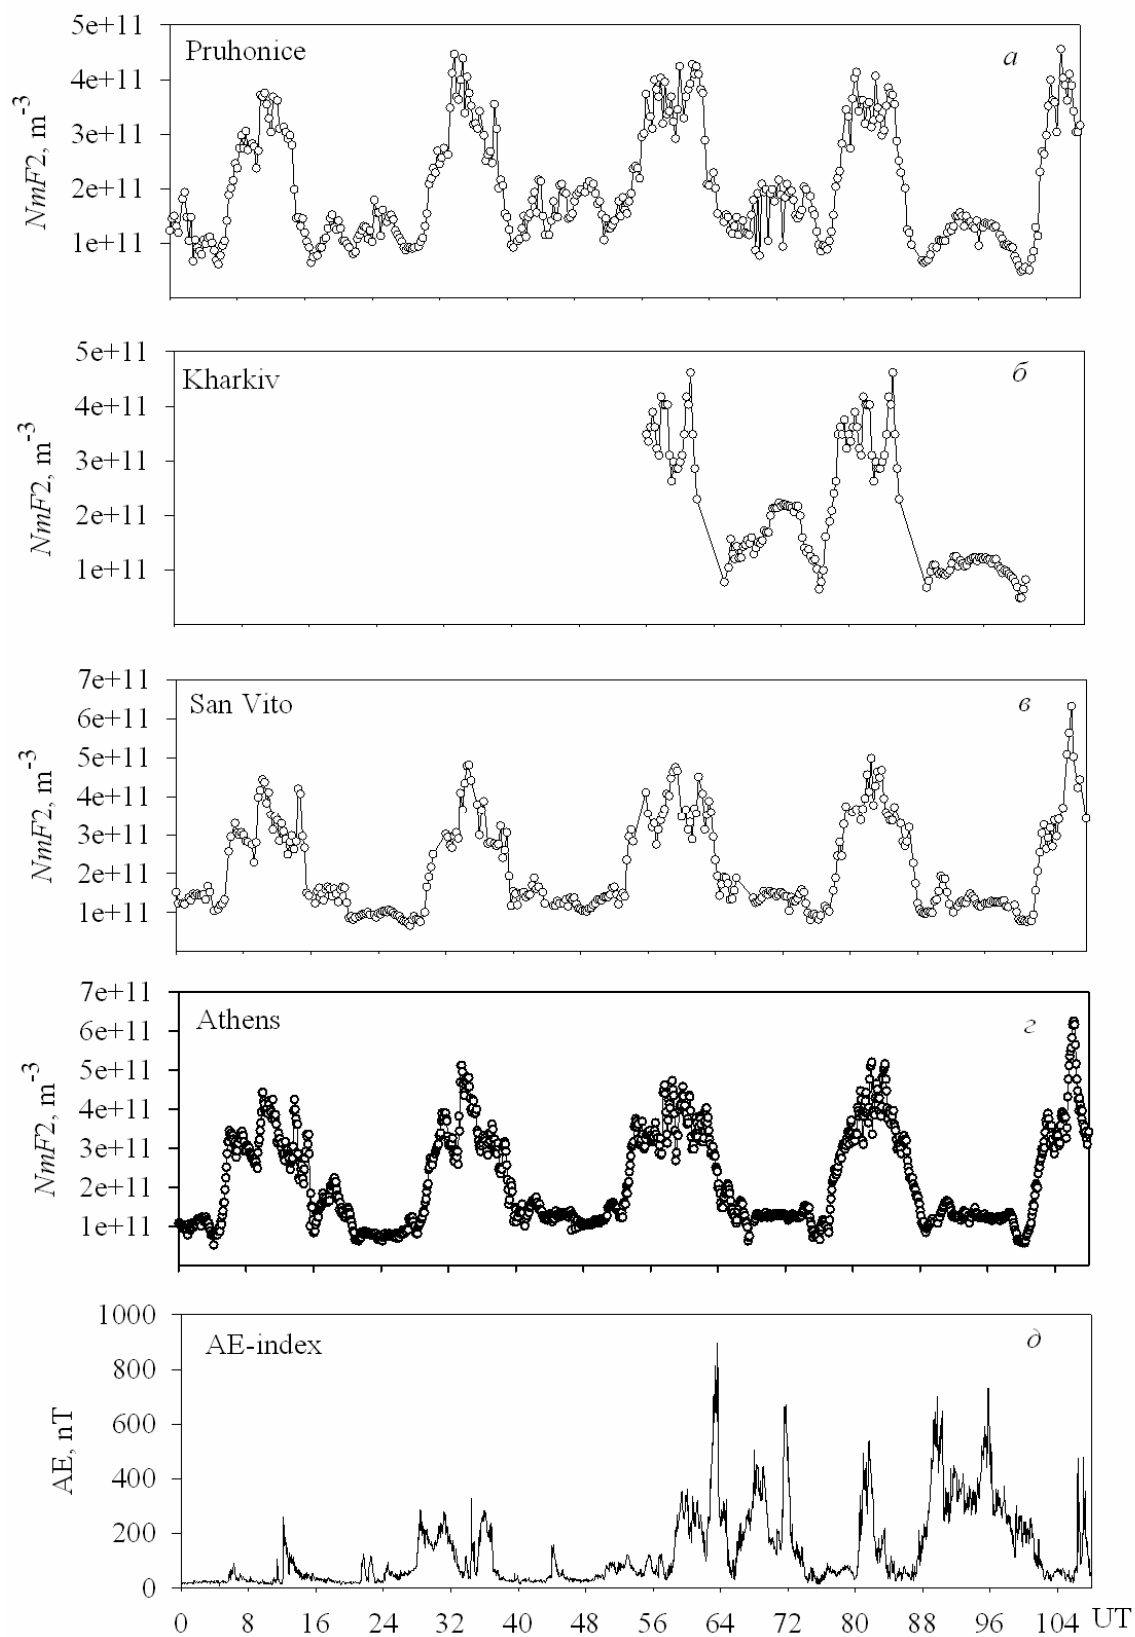 5e+11
Pruhonice
а
4e+11
3e+11
2e+11
1e+11
NmF2, m-3
5e+11
Kharkiv
б
4e+11
3e+11
2e+11
1e+11
NmF2, m-3
7e+11
San Vito
в
6e+11
5e+11
4e+11
3e+11
2e+11
1e+11
NmF2, m-3
7e+11
Athens
г
6e+11
5e+11
4e+11
3e+11
2e+11
1e+11
NmF2, m-3
1000
AE-index
д
800
600
400
200
0
AE, nT
0 8 16 24 32 40 48 56 64 72 80 88 96 104 UT